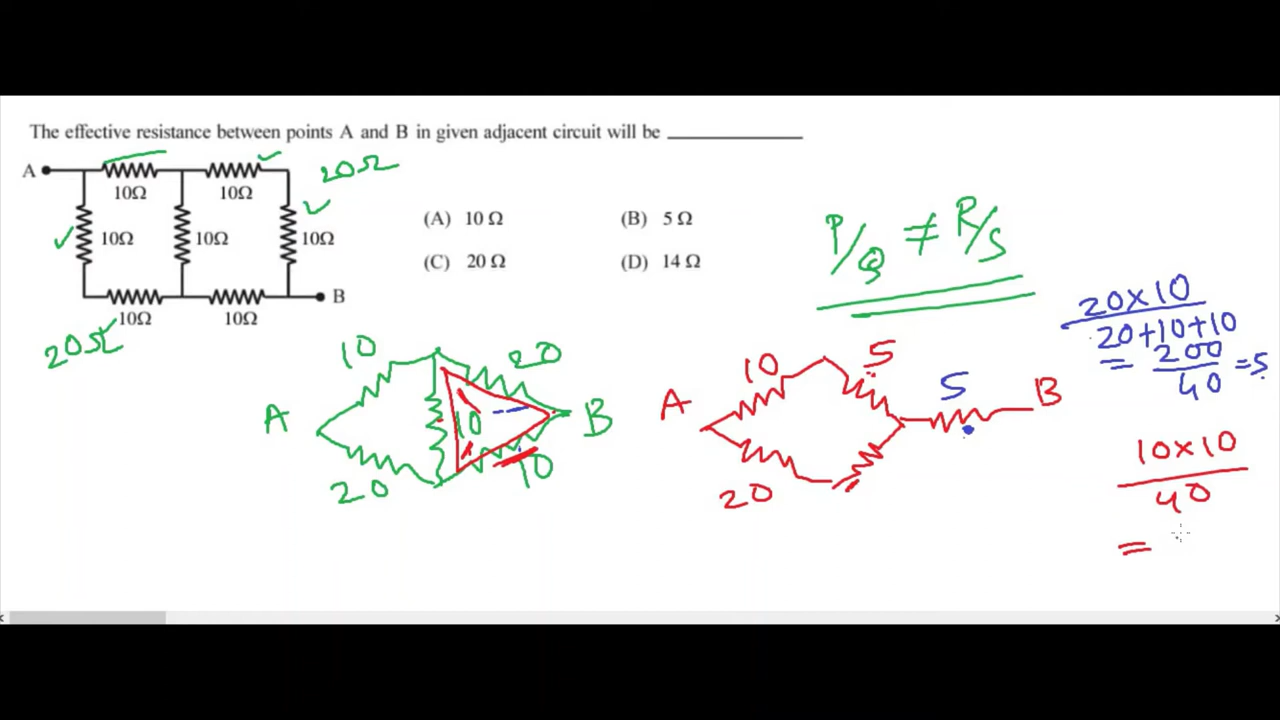 The effective resistance between points A and B in given adjacent circuit will be __________
A
10Ω 10Ω
20Ω
10Ω 10Ω 10Ω
B
10Ω 10Ω
20Ω
(A) 10 Ω (B) 5 Ω
(C) 20 Ω (D) 14 Ω
P/Q ≠ R/S
10 20
A 10 B
20 10
10 5
A 5 B
20
20×10
20+10+10
= 200
40 =5
10×10
40
=